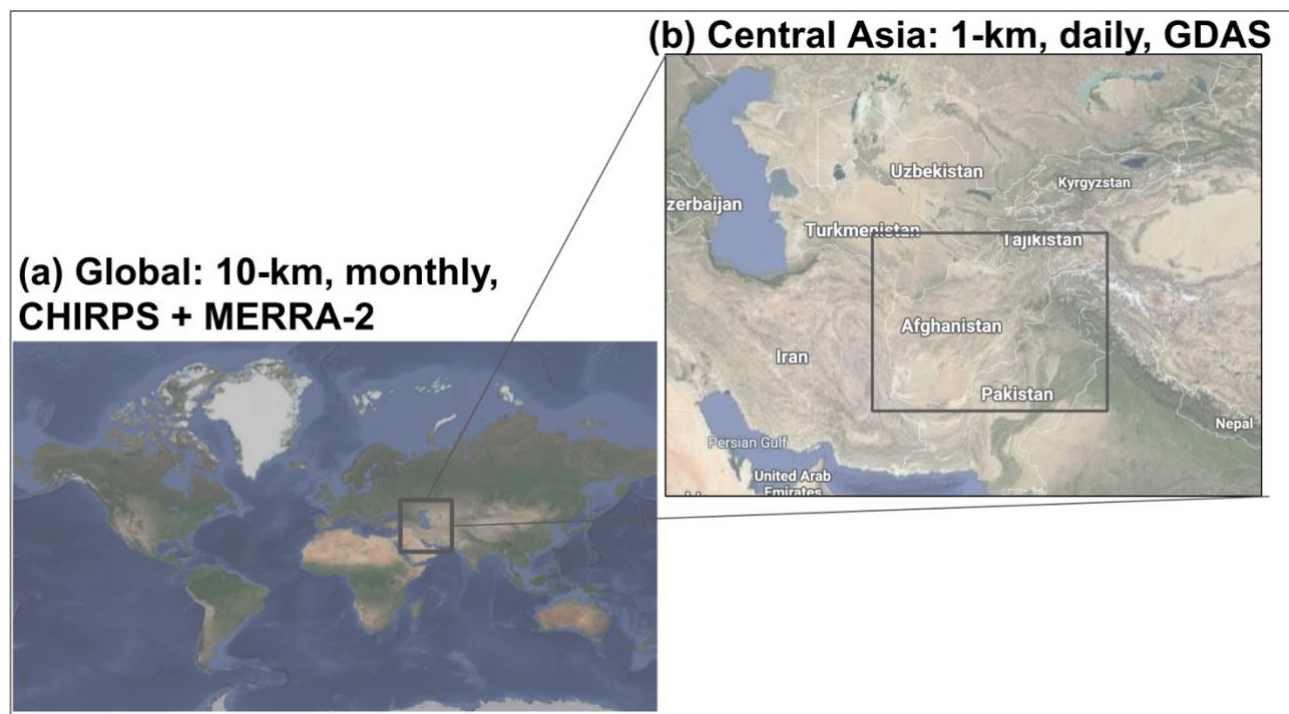 (b) Central Asia: 1-km, daily, GDAS
Uzbekistan
Kyrgyzstan
zerbaijan
Turkmenistan
Tajikistan
(a) Global: 10-km, monthly,
CHIRPS + MERRA-2
Afghanistan
Iran
Pakistan
Nepal
Persian Gulf
United Arab
Emirates